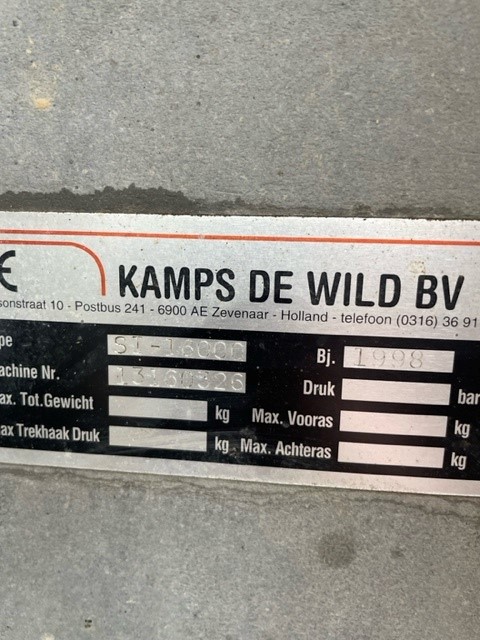 CE
KAMPS DE WILD BV
sonstraat 10 - Postbus 241 - 6900 AE Zevenaar - Holland - telefoon (0316) 36 91
pe Bj. 1998
achine Nr. Druk bar
ax. Tot.Gewicht kg Max. Vooras kg
ax Trekhaak Druk kg Max. Achteras kg